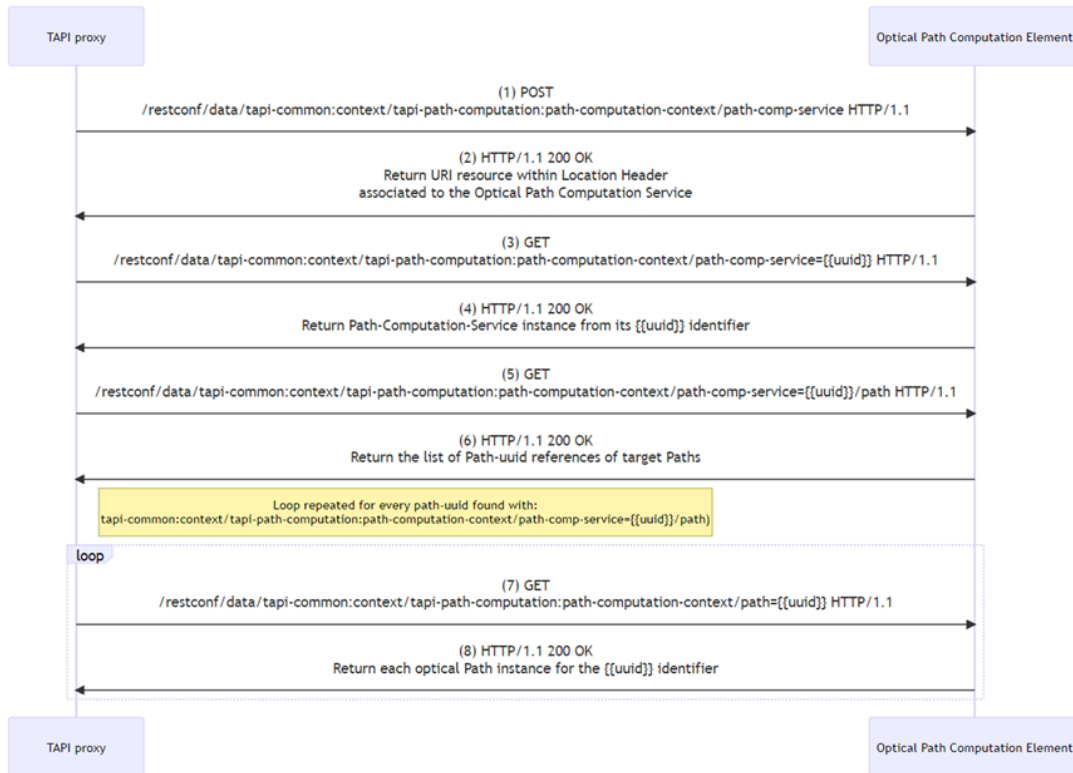 TAPI proxy
Optical Path Computation Element
(1) POST
/restconf/data/tapi-common:context/tapi-path-computation:path-computation-context/path-comp-service HTTP/1.1
(2) HTTP/1.1 200 OK
Return URI resource within Location Header
associated to the Optical Path Computation Service
(3) GET
/restconf/data/tapi-common:context/tapi-path-computation:path-computation-context/path-comp-service={{uuid}} HTTP/1.1
(4) HTTP/1.1 200 OK
Return Path-Computation-Service instance from its {{uuid}} identifier
(5) GET
/restconf/data/tapi-common:context/tapi-path-computation:path-computation-context/path-comp-service={{uuid}}/path HTTP/1.1
(6) HTTP/1.1 200 OK
Return the list of Path-uuid references of target Paths
Loop repeated for every path-uuid found with:
tapi-common:context/tapi-path-computation:path-computation-context/path-comp-service={{uuid}}/path)
loop
(7) GET
/restconf/data/tapi-common:context/tapi-path-computation:path-computation-context/path={{uuid}} HTTP/1.1
(8) HTTP/1.1 200 OK
Return each optical Path instance for the {{uuid}} identifier
TAPI proxy
Optical Path Computation Element